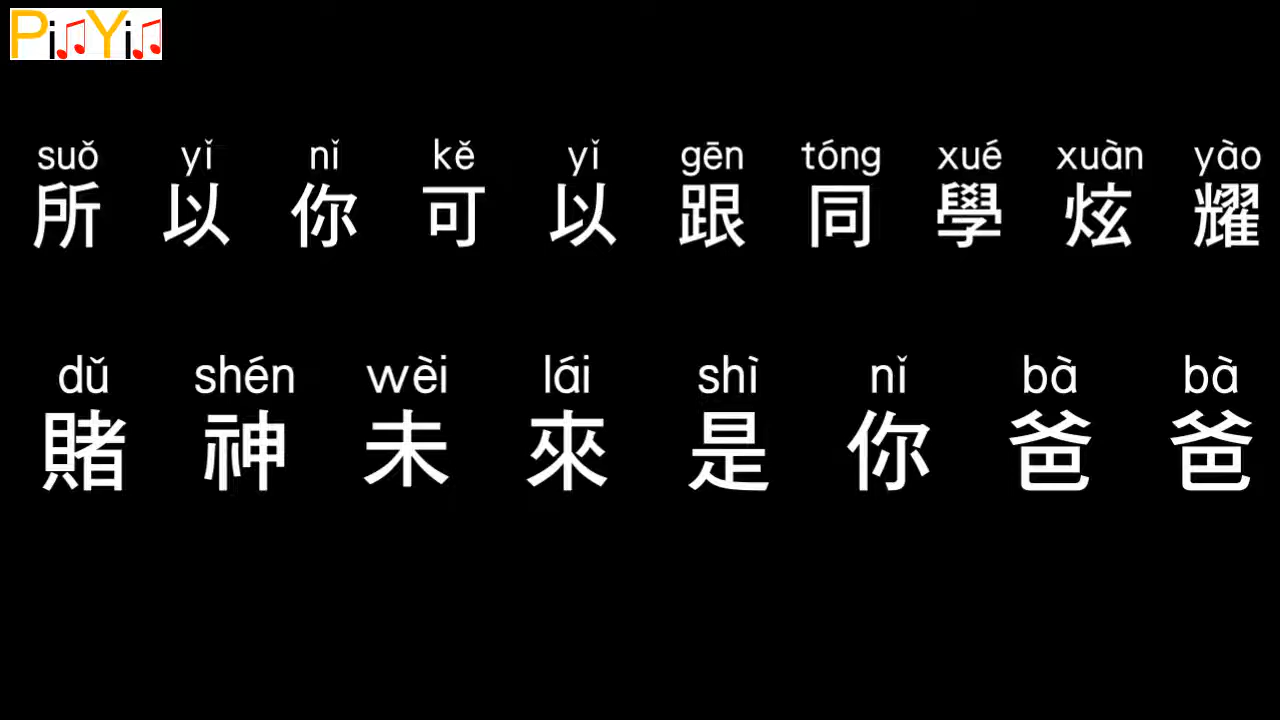 PinYin
suǒ yǐ nǐ kě yǐ gēn tóng xué xuàn yào
所以你可以跟同學炫耀
dǔ shén wèi lái shì nǐ bà bà
賭神未來是你爸爸